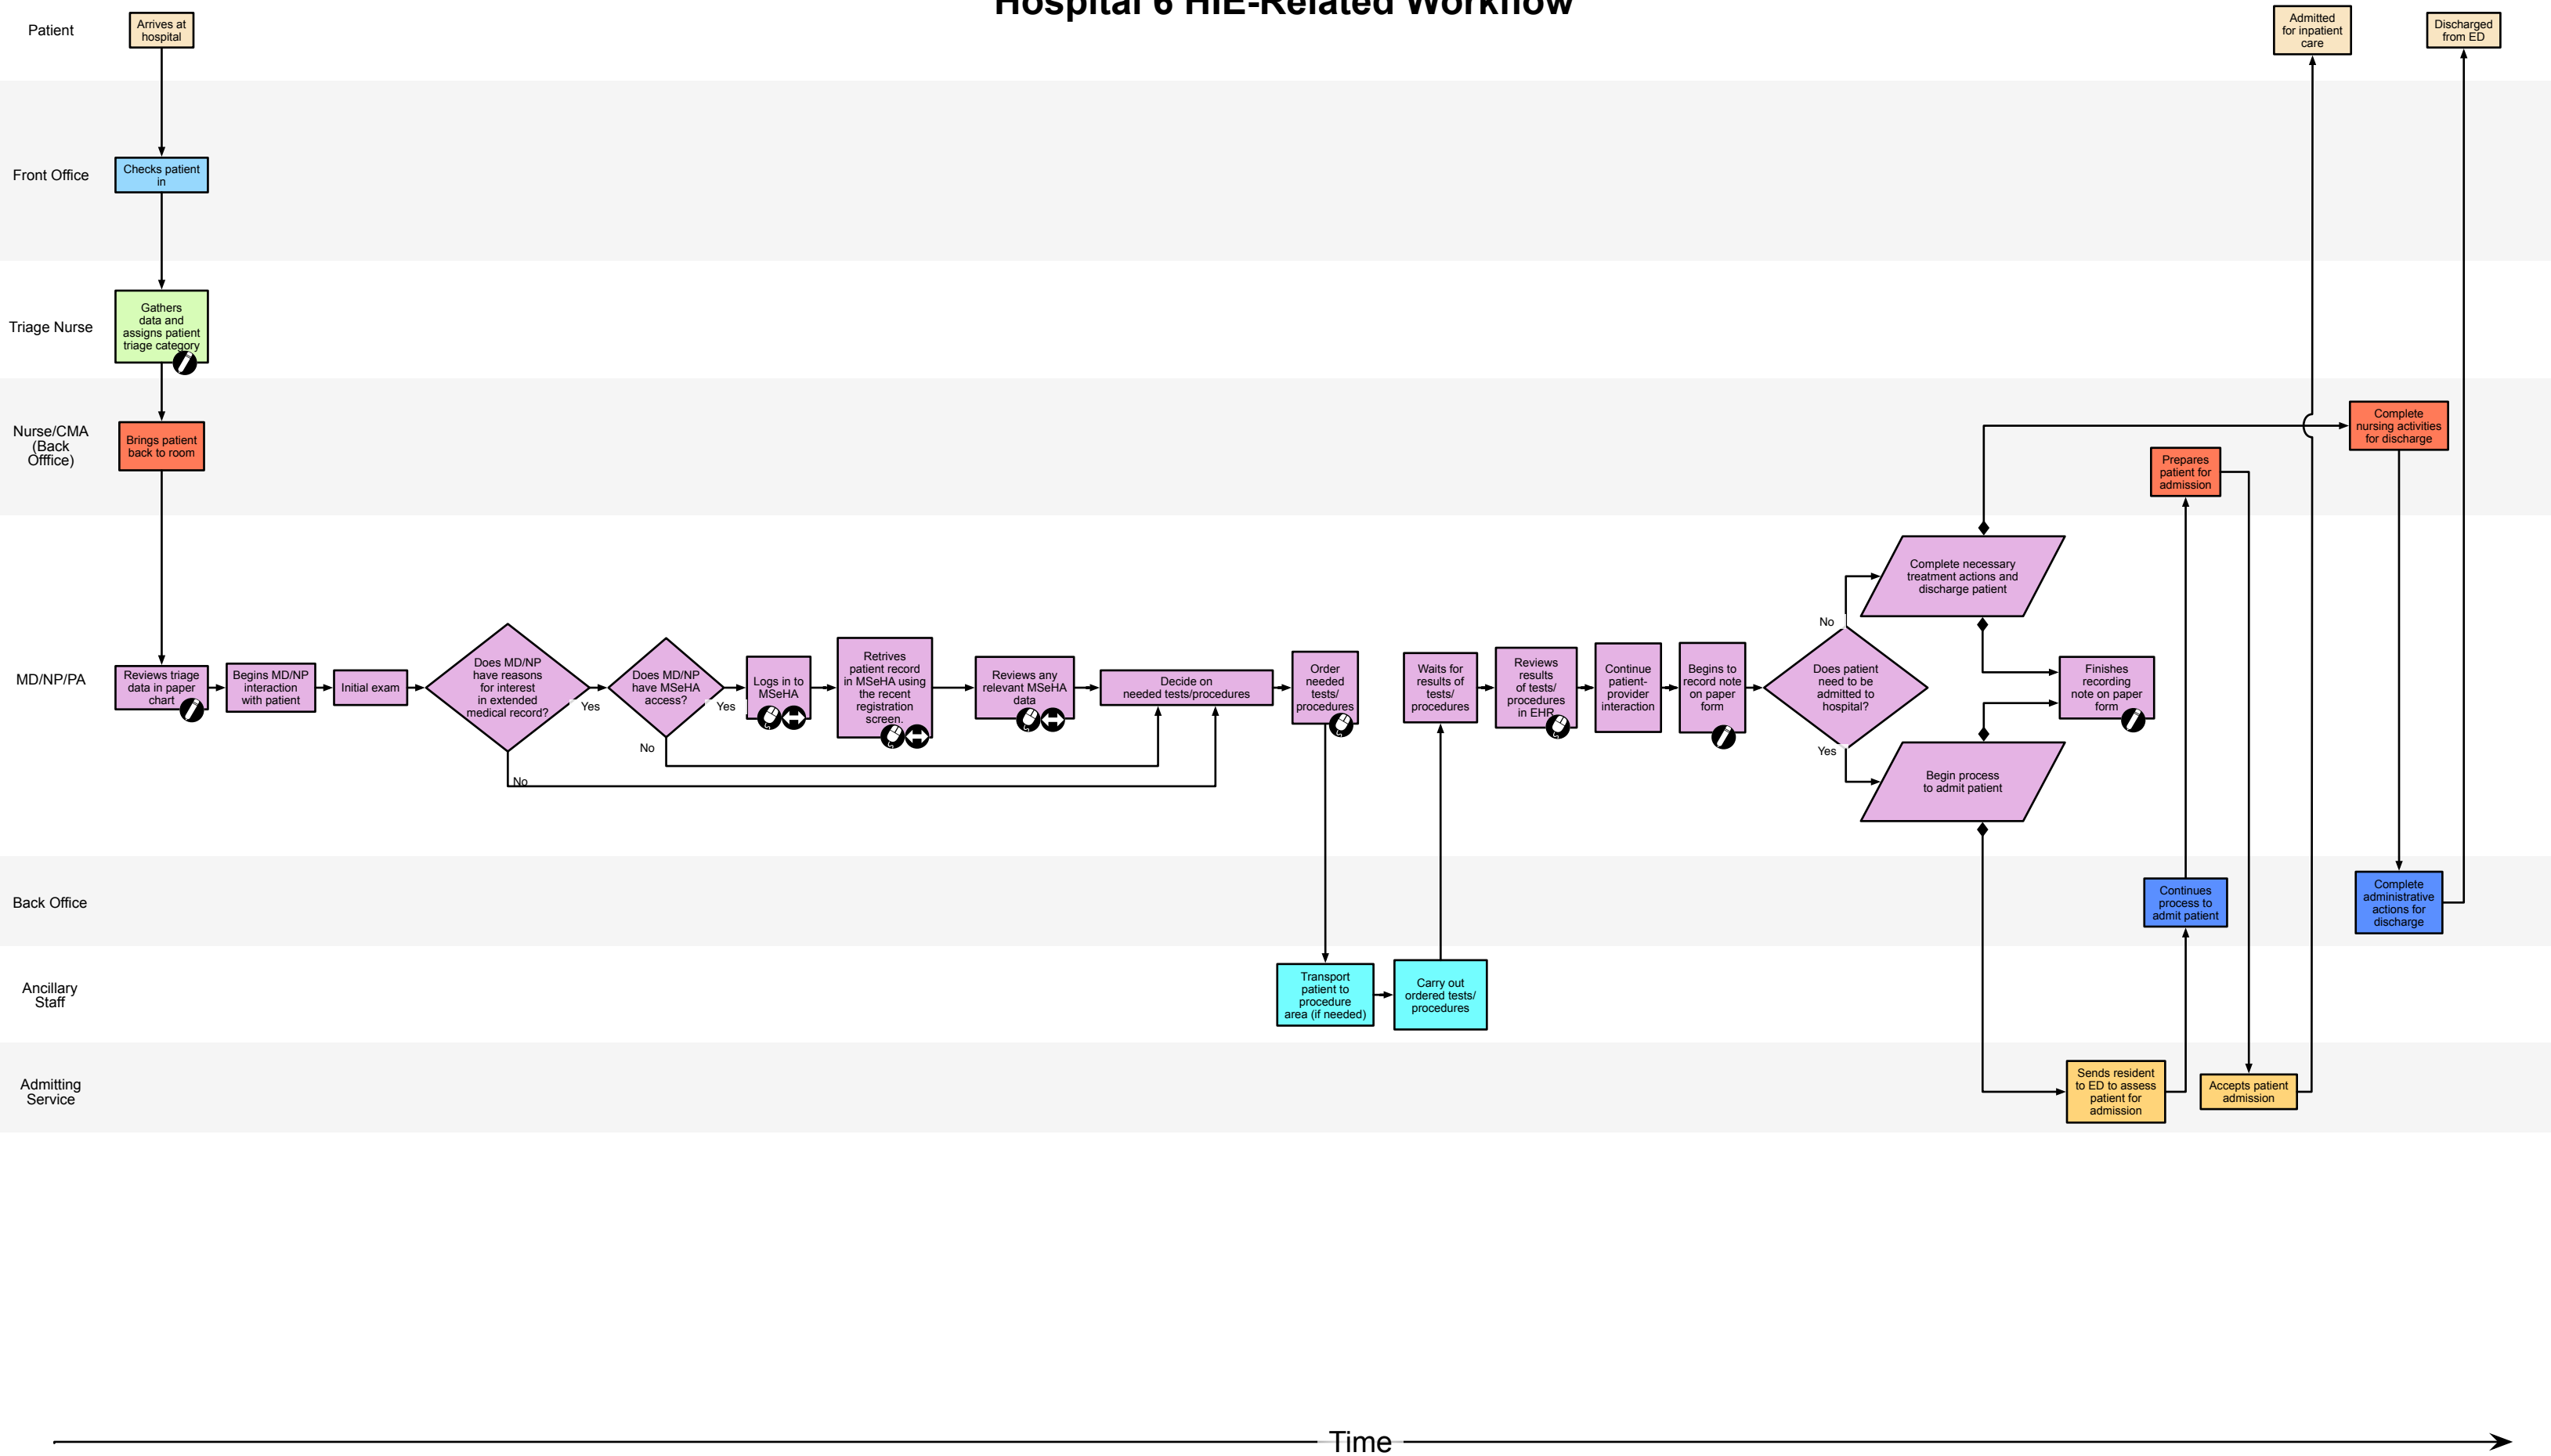 Hospital 6 HIE-Related Workflow
Patient
Arrives at
hospital
Admitted
for inpatient
care
Discharged
from ED
Front Office
Checks patient
in
Triage Nurse
Gathers
data and
assigns patient
triage category
Nurse/CMA
(Back
Offfice)
Brings patient
back to room
Complete
nursing activities
for discharge
Prepares
patient for
admission
MD/NP/PA
Reviews triage
data in paper
chart
Begins MD/NP
interaction
with patient
Initial exam
Does MD/NP
have reasons
for interest
in extended
medical record?
Yes
No
Does MD/NP
have MSeHA
access?
Yes
No
Logs in to
MSeHA
Retrives
patient record
in MSeHA using
the recent
registration
screen.
Reviews any
relevant MSeHA
data
Decide on
needed tests/procedures
Order
needed
tests/
procedures
Waits for
results of
tests/
procedures
Reviews
results
of tests/
procedures
in EHR
Continue
patient-
provider
interaction
Begins to
record note
on paper
form
Does patient
need to be
admitted to
hospital?
No
Yes
Complete necessary
treatment actions and
discharge patient
Begin process
to admit patient
Finishes
recording
note on paper
form
Back Office
Continues
process to
admit patient
Complete
administrative
actions for
discharge
Ancillary
Staff
Transport
patient to
procedure
area (if needed)
Carry out
ordered tests/
procedures
Admitting
Service
Sends resident
to ED to assess
patient for
admission
Accepts patient
admission
Time